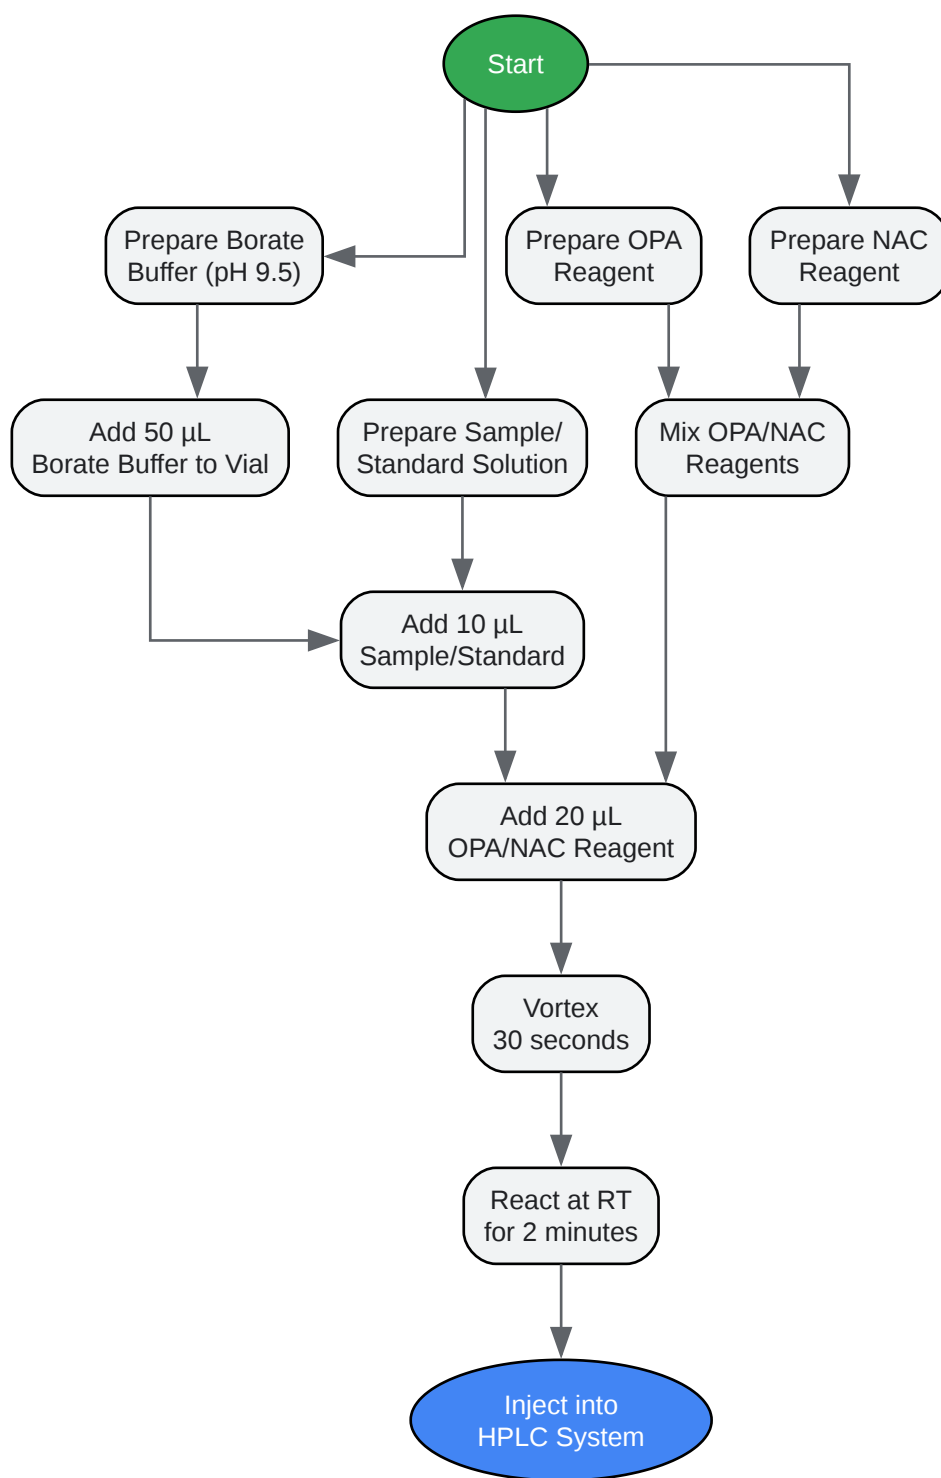 Start
Prepare Borate
Buffer (pH 9.5)
Prepare OPA
Reagent
Prepare NAC
Reagent
Add 50 µL
Borate Buffer to Vial
Prepare Sample/
Standard Solution
Mix OPA/NAC
Reagents
Add 10 µL
Sample/Standard
Add 20 µL
OPA/NAC Reagent
Vortex
30 seconds
React at RT
for 2 minutes
Inject into
HPLC System